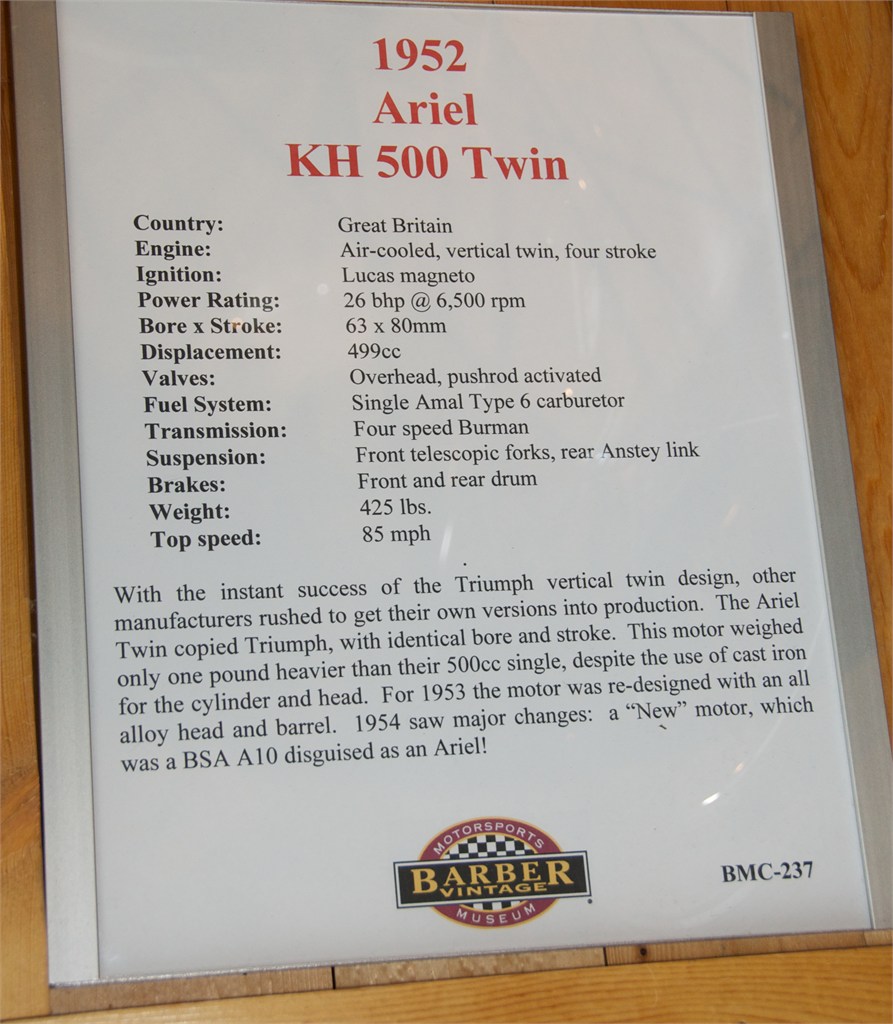 1952
Ariel
KH 500 Twin
Country: Great Britain
Engine: Air-cooled, vertical twin, four stroke
Ignition: Lucas magneto
Power Rating: 26 bhp @ 6,500 rpm
Bore x Stroke: 63 x 80mm
Displacement: 499cc
Valves: Overhead, pushrod activated
Fuel System: Single Amal Type 6 carburetor
Transmission: Four speed Burman
Suspension: Front telescopic forks, rear Anstey link
Brakes: Front and rear drum
Weight: 425 lbs.
Top speed: 85 mph
With the instant success of the Triumph vertical twin design, other
manufacturers rushed to get their own versions into production. The Ariel
Twin copied Triumph, with identical bore and stroke. This motor weighed
only one pound heavier than their 500cc single, despite the use of cast iron
for the cylinder and head. For 1953 the motor was re-designed with an all
alloy head and barrel. 1954 saw major changes: a “New” motor, which
was a BSA A10 disguised as an Ariel!
MOTORSPORTS
BARBER
VINTAGE
MUSEUM
BMC-237